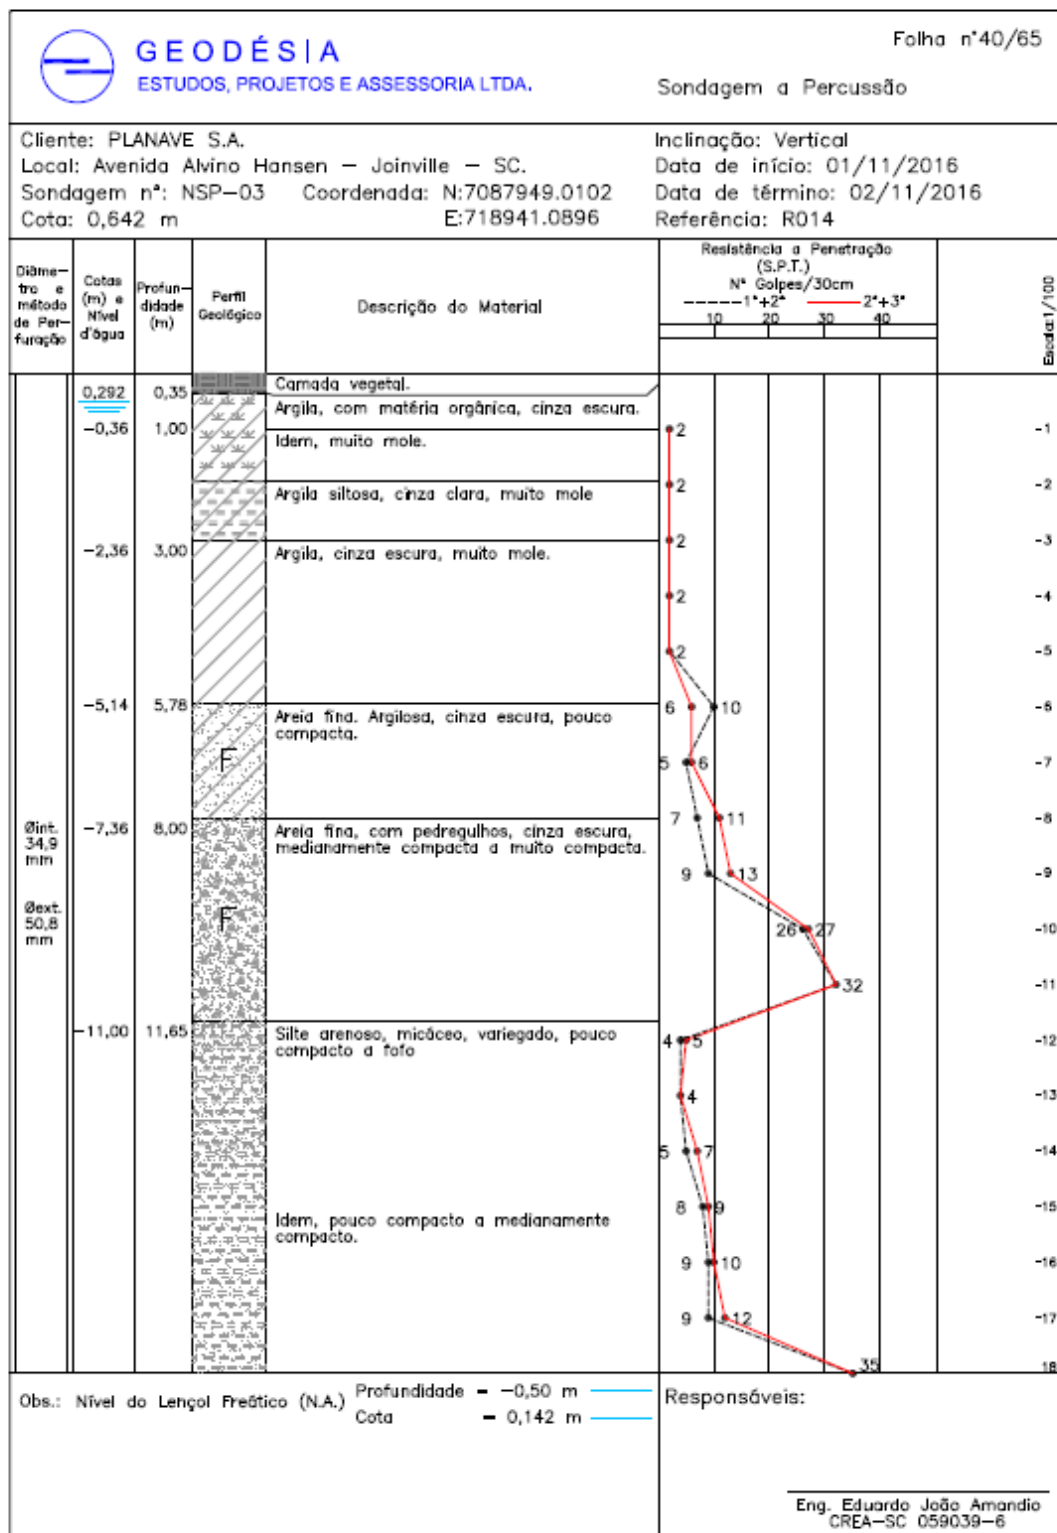 GEODÉS|A
ESTUDOS, PROJETOS E ASSESSORIA LTDA.
Folha n°40/65
Sondagem a Percussão
Cliente: PLANAVE S.A.
Local: Avenida Alvino Hansen – Joinville – SC.
Sondagem nª: NSP–03 Coordenada: N:7087949.0102
Cota: 0,642 m E:718941.0896
Inclinação: Vertical
Data de início: 01/11/2016
Data de término: 02/11/2016
Referência: R014
Diâme-
tro e
método
de Per-
furação
Cotas
(m) e
Nível
d'água
Profun-
didade
(m)
Perfil
Geológico
Descrição do Material
Resistência a Penetração
(S.P.T.)
Nª Golpes/30cm
1ª+2ª 2ª+3ª
10 20 30 40
Escala:1/100
Camada vegetal.
0,292 0,35
Argila, com matéria orgânica, cinza escura.
-0,36 1,00 2 -1
Idem, muito mole.
2 -2
Argila siltosa, cinza clara, muito mole
2 -3
-2,36 3,00 Argila, cinza escura, muito mole.
2 -4
2 -5
-5,14 5,78 6 10 -6
Areia fina. Argilosa, cinza escura, pouco
compacta.
F 5 6 -7
7 11 -8
Øint.
34,9
mm
-7,36 8,00 Areia fina, com pedregulhos, cinza escura,
medianamente compacta a muito compacta.
9 13 -9
Øext.
50,8
mm
F
26 27 -10
32 -11
-11,00 11,65 Silte arenoso, micáceo, variegado, pouco
compacto a fofo
4 5 -12
4 -13
5 7 -14
8 9 -15
Idem, pouco compacto a medianamente
compacto.
9 10 -16
9 12 -17
35 18
Obs.: Nível do Lençol Freático (N.A.) Profundidade = -0,50 m
Cota = 0,142 m
Responsáveis:
Eng. Eduardo João Amandio
CREA–SC 059039–6